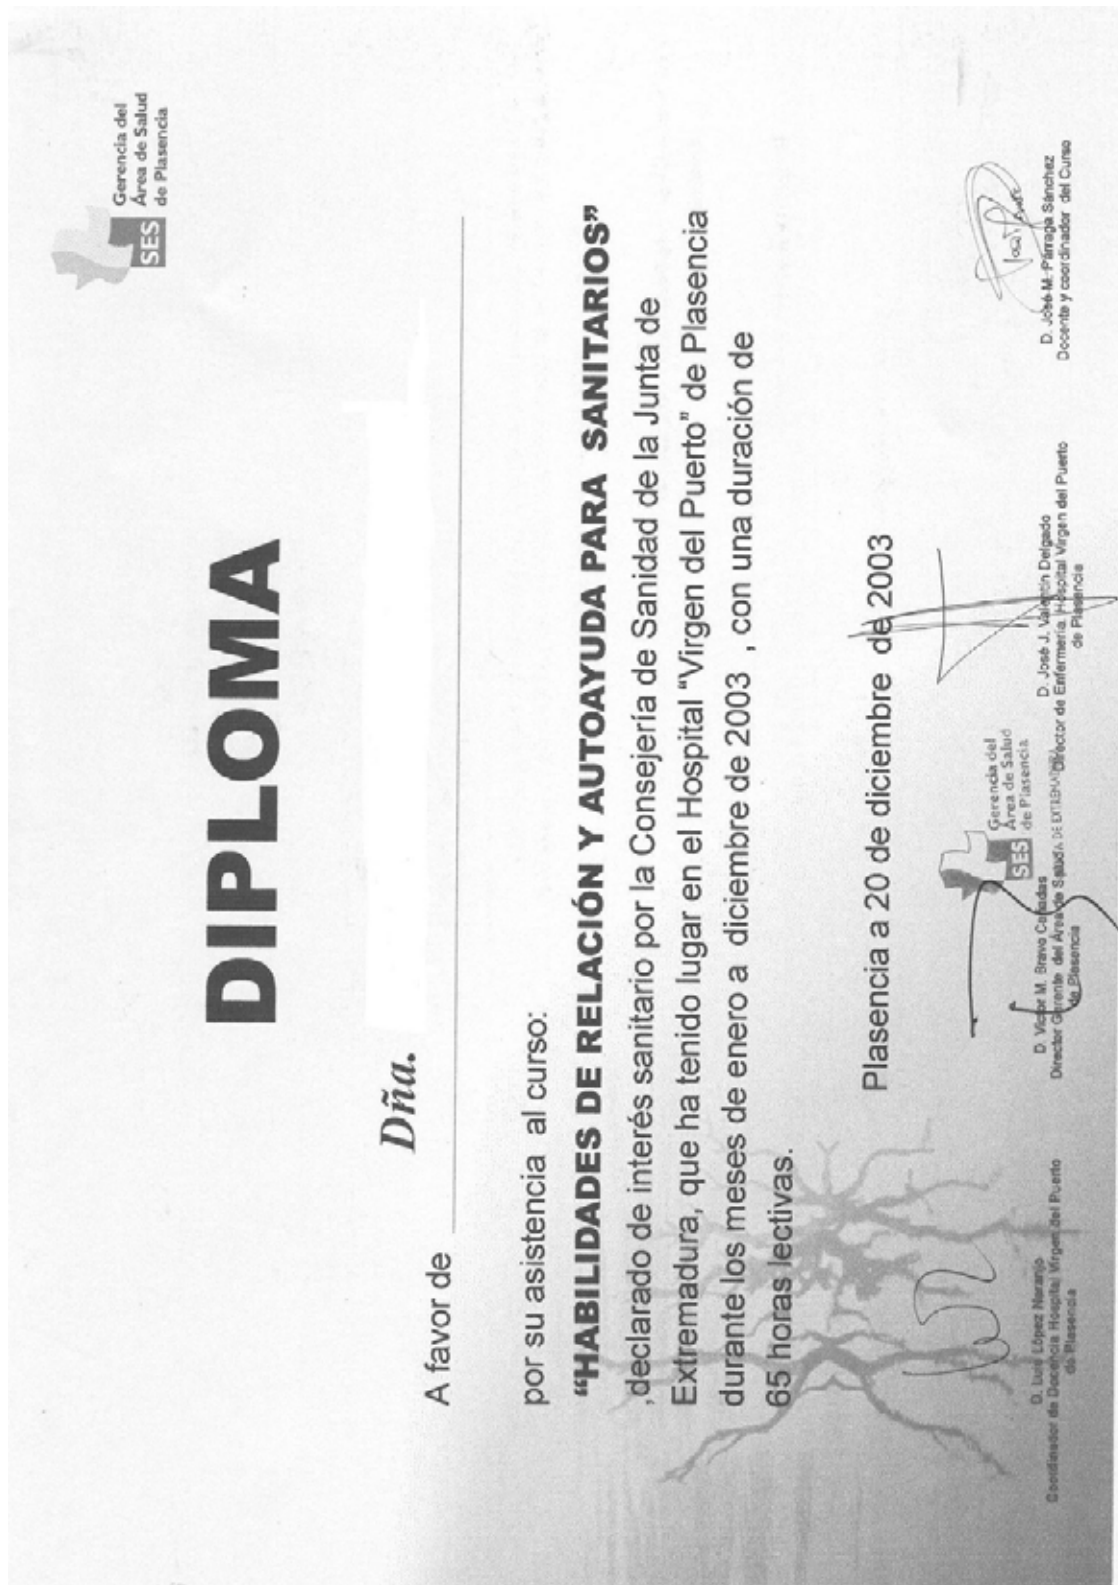 Gerencia del
Área de Salud
de Plasencia
SES
DIPLOMA
Dña.
A favor de
por su asistencia al curso:
“HABILIDADES DE RELACIÓN Y AUTOAYUDA PARA SANITARIOS”
,declarado de interés sanitario por la Consejería de Sanidad de la Junta de
Extremadura, que ha tenido lugar en el Hospital “Virgen del Puerto” de Plasencia
durante los meses de enero a diciembre de 2003 , con una duración de
65 horas lectivas.
Plasencia a 20 de diciembre de 2003
SES
Gerencia del
Área de Salud
de Plasencia
D. Luis López Naranjo
Coordinador de Docencia Hospital Virgen del Puerto
de Plasencia
D. Victor M. Bravo Cañadas
Director Gerente del Área de Salud
de Plasencia
DE EXTREMADURA
D. José J. Valentín Delgado
Director de Enfermería. Hospital Virgen del Puerto
de Plasencia
D. José M. Párraga Sánchez
Docente y coordinador del Curso